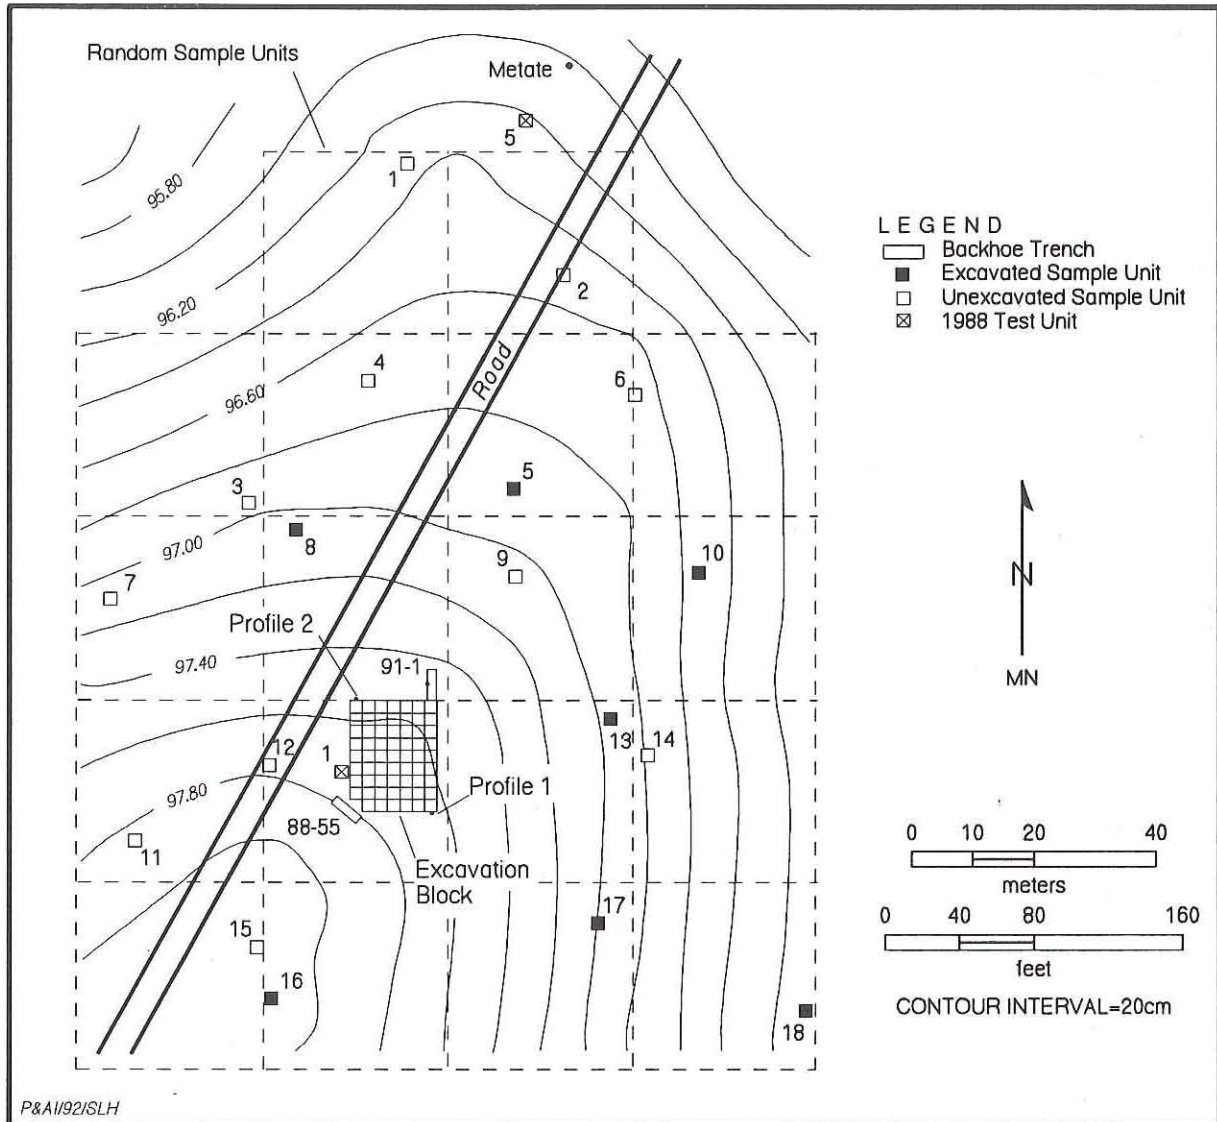 Random Sample Units
Metate
5
1
95.80
LEGEND
Backhoe Trench
Excavated Sample Unit
Unexcavated Sample Unit
1988 Test Unit
2
96.20
Road
4
6
96.60
5
3
8
97.00
9
10
7
N
Profile 2
97.40
91-1
MN
13
14
12
1
Profile 1
97.80
88-55
11
Excavation
Block
0 10 20 40
meters
17
0 40 80 160
feet
15
16
CONTOUR INTERVAL=20cm
18
P&AI/92/SLH